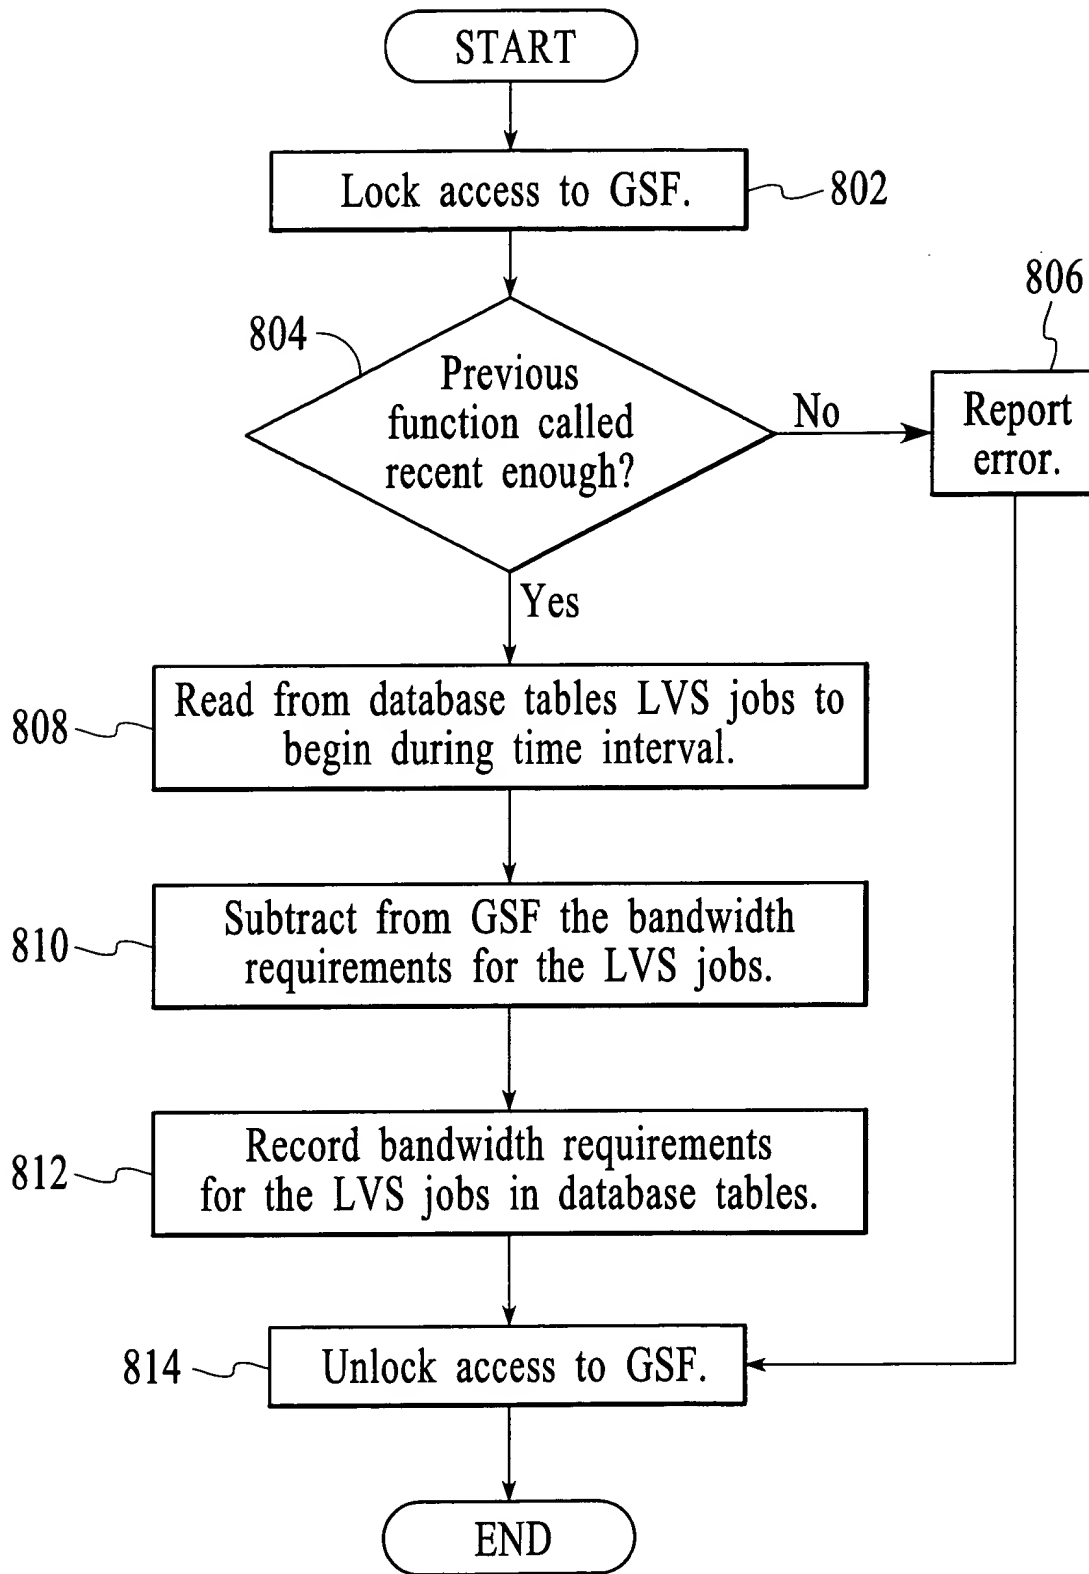 START
Lock access to GSF.
802
804
Previous
function called
recent enough?
No
806
Report
error.
Yes
808
Read from database tables LVS jobs to
begin during time interval.
810
Subtract from GSF the bandwidth
requirements for the LVS jobs.
812
Record bandwidth requirements
for the LVS jobs in database tables.
814
Unlock access to GSF.
END